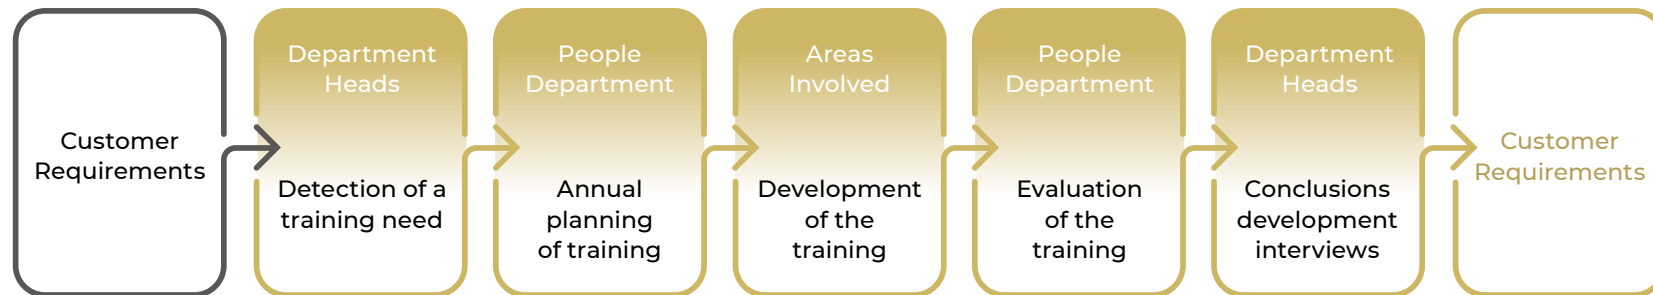 Customer
Requirements
Department
Heads
Detection of a
training need
People
Department
Annual
planning
of training
Areas
Involved
Development
of the
training
People
Department
Evaluation
of the
training
Department
Heads
Conclusions
development
interviews
Customer
Requirements